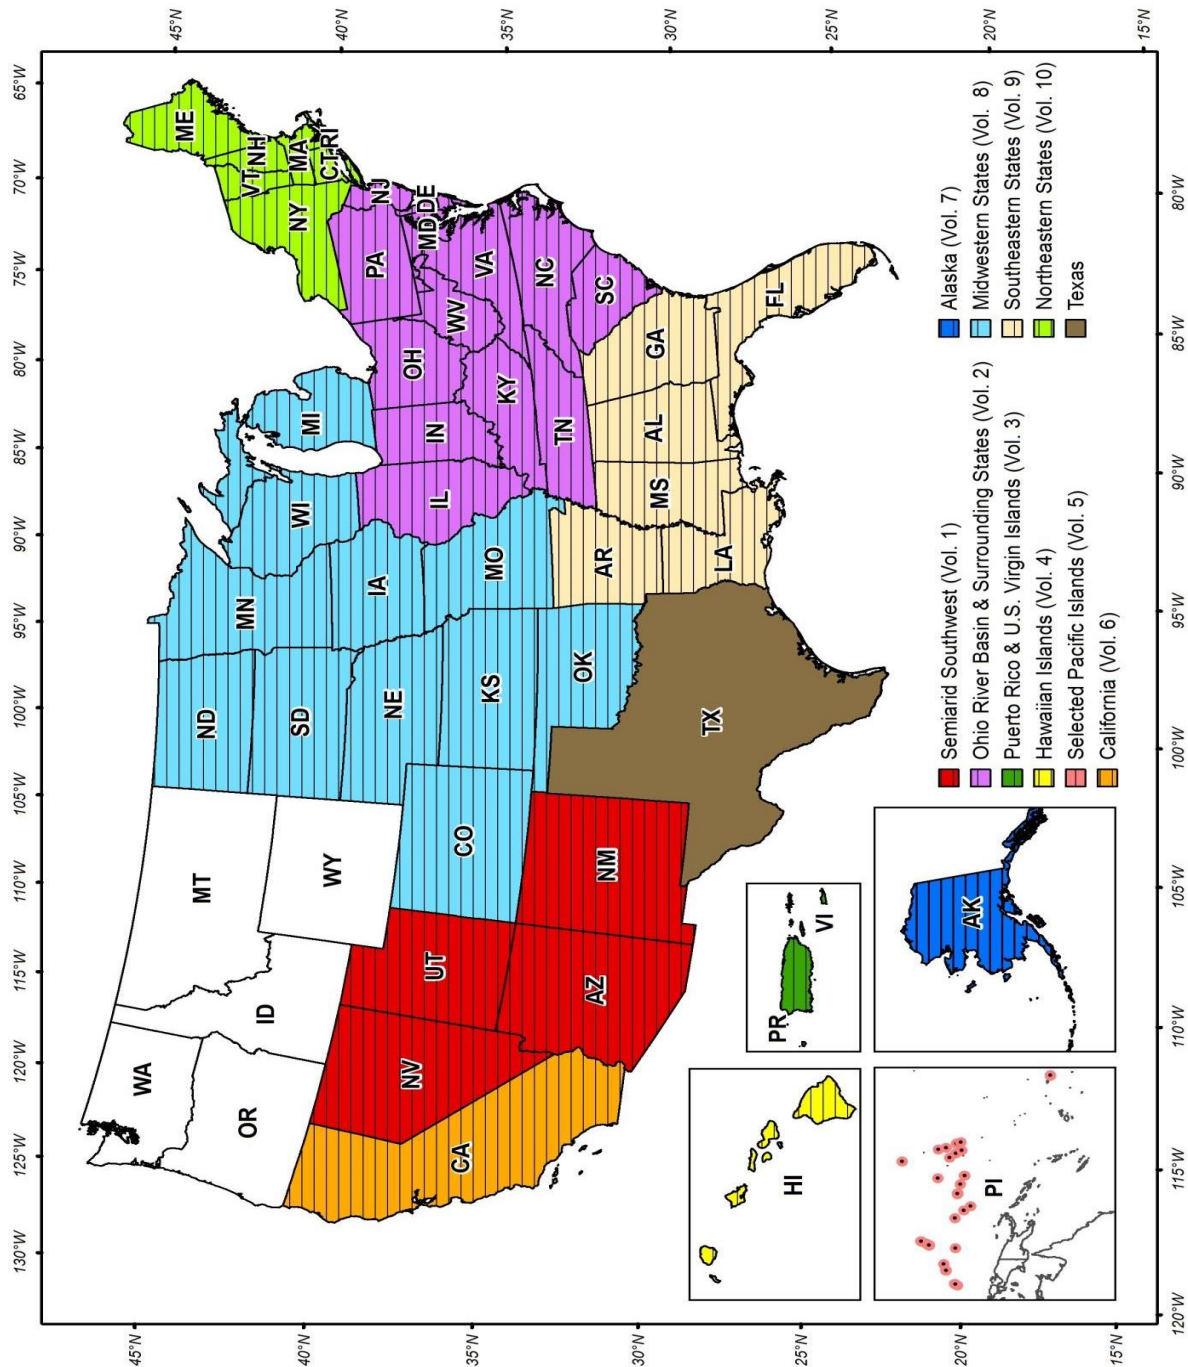 130°W 125°W 120°W 115°W 110°W 105°W 100°W 95°W 90°W 85°W 80°W 75°W 70°W 65°W
45°N
40°N
35°N
30°N
25°N
20°N
15°N
45°N
40°N
35°N
30°N
25°N
20°N
15°N
WA
MT
ND
MN
ME
VT
NH
OR
ID
WY
SD
WI
MI
NY
MA
CT
RI
NV
UT
CO
NE
IA
IL
IN
OH
PA
NJ
CA
KS
MO
KY
WV
MD
DE
VA
AZ
NM
OK
AR
TN
NC
SC
TX
LA
MS
AL
GA
FL
HI
PR
VI
PI
AK
Semiarid Southwest (Vol. 1)
Ohio River Basin & Surrounding States (Vol. 2)
Puerto Rico & U.S. Virgin Islands (Vol. 3)
Hawaiian Islands (Vol. 4)
Selected Pacific Islands (Vol. 5)
California (Vol. 6)
Alaska (Vol. 7)
Midwestern States (Vol. 8)
Southeastern States (Vol. 9)
Northeastern States (Vol. 10)
Texas
120°W 115°W 110°W 105°W 100°W 95°W 90°W 85°W 80°W